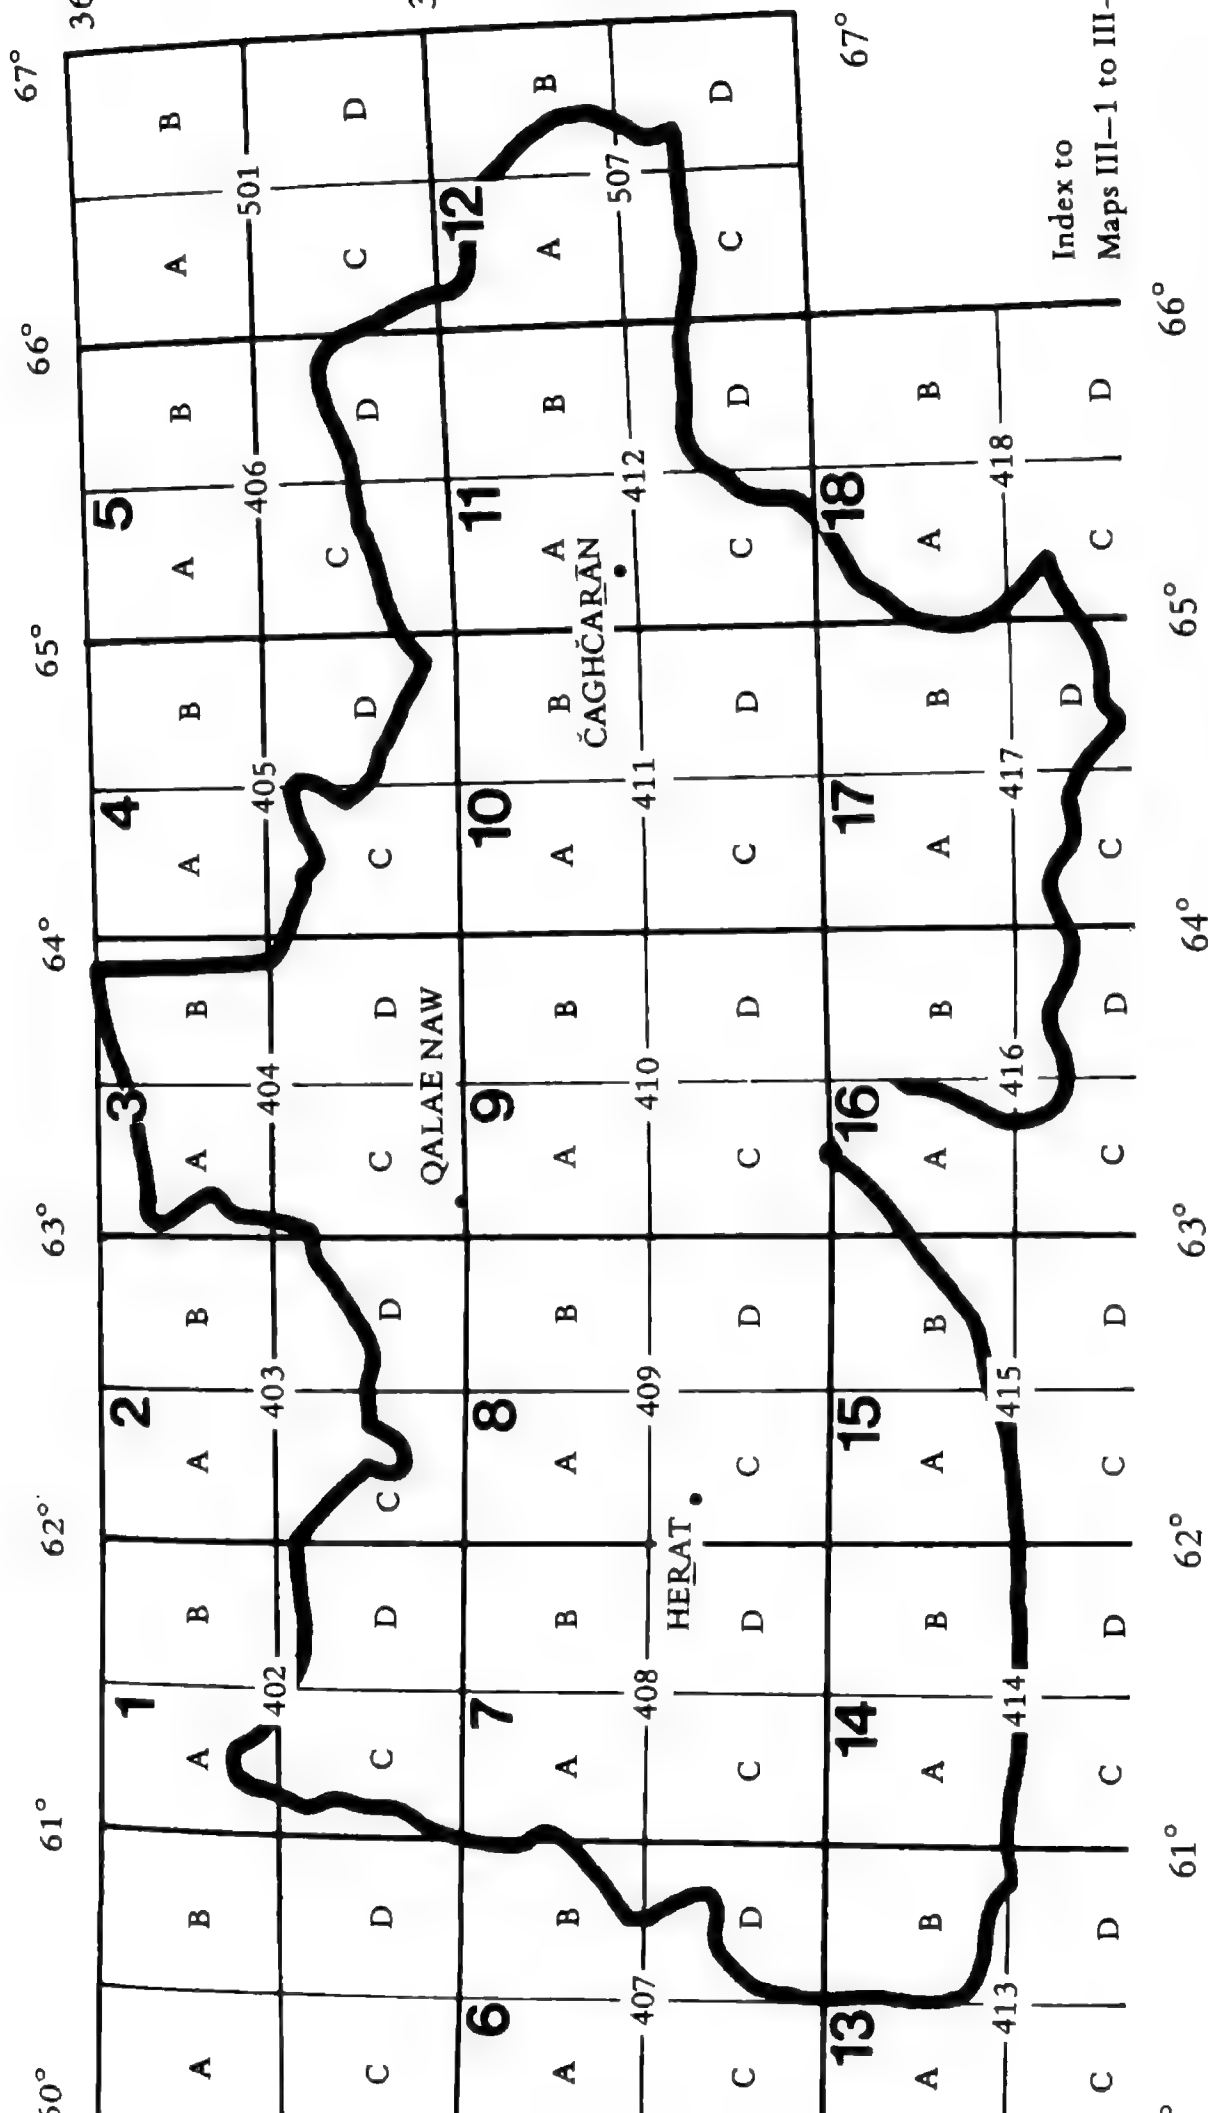 61° 62° 63° 64° 65° 66° 67°
36
1 2 3 4 5
A B A B A B A B A B A B A B
402 403 404 405 406 501
C D C D C D C D C D C D C D
QALAE NAW
6 7 8 9 10 11 12
A B A B A B A B A B A B A B
ČAGHČARĀN
407 408 409 410 411 412 507
HERAT
C D C D C D C D C D C D C D
13 14 15 16 17 18
67°
A B A B A B A B A B A B
413 414 415 416 417 418
C D C D C D C D C D C D
Index to
Maps III–1 to III–
61° 62° 63° 64° 65° 66°